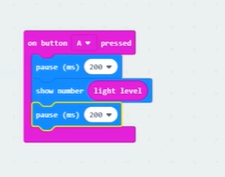 on button A pressed
pause (ms) 200
show number light level
pause (ms) 200